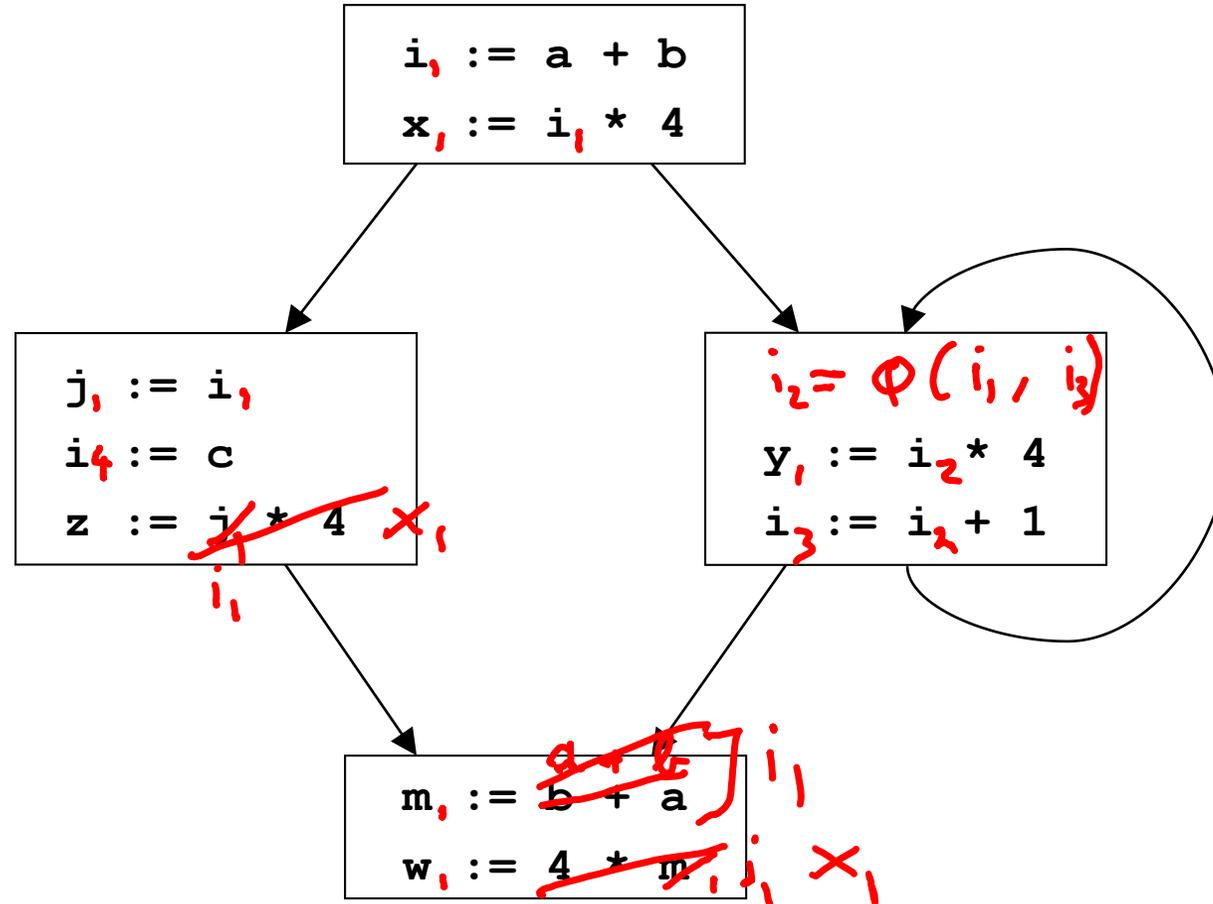 i₁ := a + b
x₁ := i₁ * 4
j₁ := i₁
i₄ := c
z := j₁ * 4 x₁
i₁
i₂ = φ(i₁, i₃)
y₁ := i₂ * 4
i₃ := i₂ + 1
a + b
m₁ := b + a i₁
w₁ := 4 * m₁ i₁ x₁